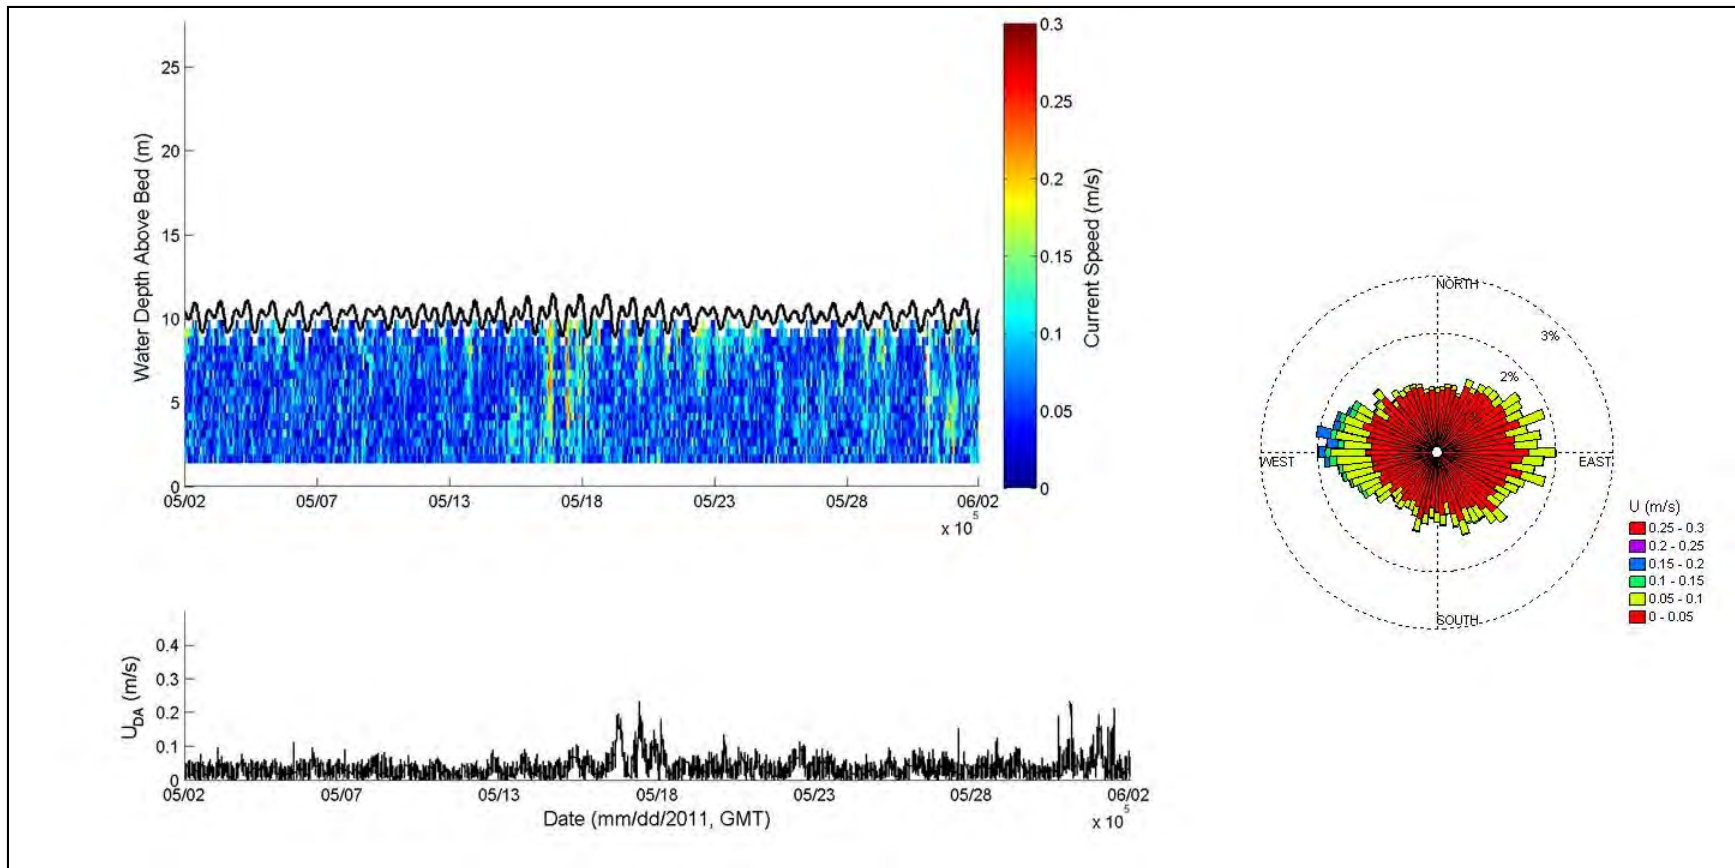 25
20
15
10
5
0
Water Depth Above Bed (m)
05/02
05/07
05/13
05/18
05/23
05/28
06/02
x 10^5
0.3
0.25
0.2
0.15
0.1
0.05
0
Current Speed (m/s)
NORTH
3%
2%
WEST
EAST
SOUTH
U (m/s)
0.25 - 0.3
0.2 - 0.25
0.15 - 0.2
0.1 - 0.15
0.05 - 0.1
0 - 0.05
0.4
0.3
0.2
0.1
0
U_DA (m/s)
05/02
05/07
05/13
05/18
05/23
05/28
06/02
Date (mm/dd/2011, GMT)
x 10^5